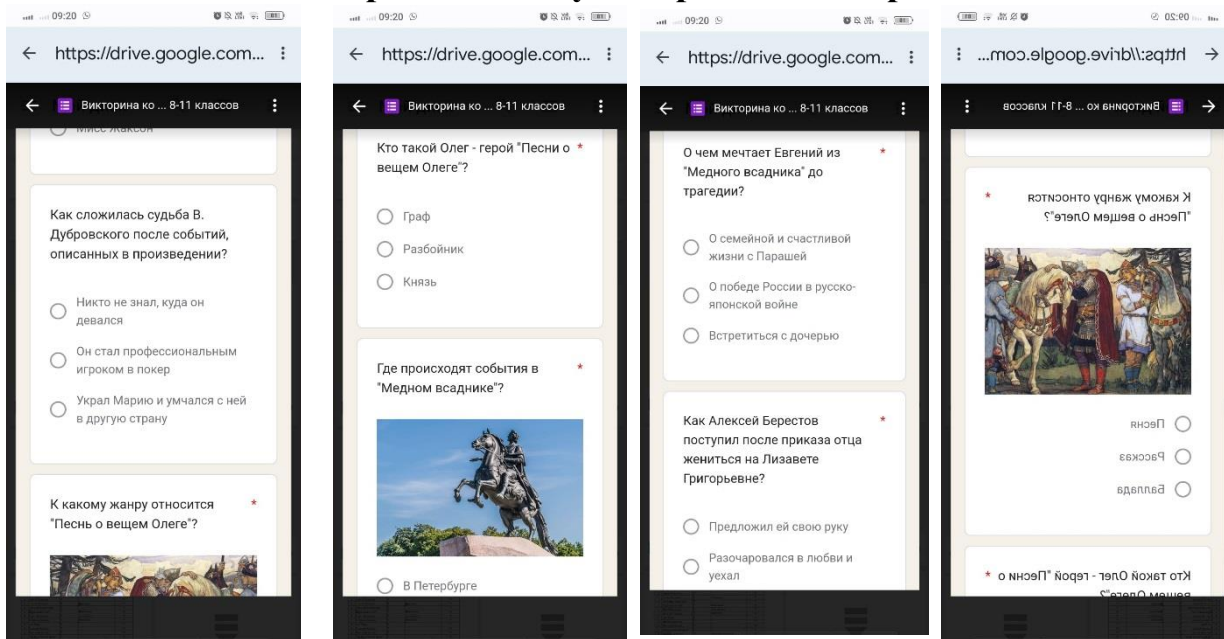 09:20
https://drive.google.com...
Викторина ко ... 8-11 классов
Мисс Жаксон
Как сложилась судьба В.
Дубровского после событий,
описанных в произведении?
Никто не знал, куда он
девался
Он стал профессиональным
игроком в покер
Украл Марию и умчался с ней
в другую страну
К какому жанру относится *
"Песнь о вещем Олеге"?
09:20
https://drive.google.com...
Викторина ко ... 8-11 классов
Кто такой Олег - герой "Песни о *
вещем Олеге"?
Граф
Разбойник
Князь
Где происходят события в *
"Медном всаднике"?
В Петербурге
09:20
https://drive.google.com...
Викторина ко ... 8-11 классов
О чем мечтает Евгений из *
"Медного всадника" до
трагедии?
О семейной и счастливой
жизни с Парашей
О победе России в русско-
японской войне
Встретиться с дочерью
Как Алексей Берестов *
поступил после приказа отца
жениться на Лизавете
Григорьевне?
Предложил ей свою руку
Разочаровался в любви и
уехал
09:20
https://drive.google.com...
Викторина ко ... 8-11 классов
К какому жанру относится *
"Песнь о вещем Олеге"?
Песня
Рассказ
Баллада
Кто такой Олег - герой "Песни о *
вещем Олеге"?